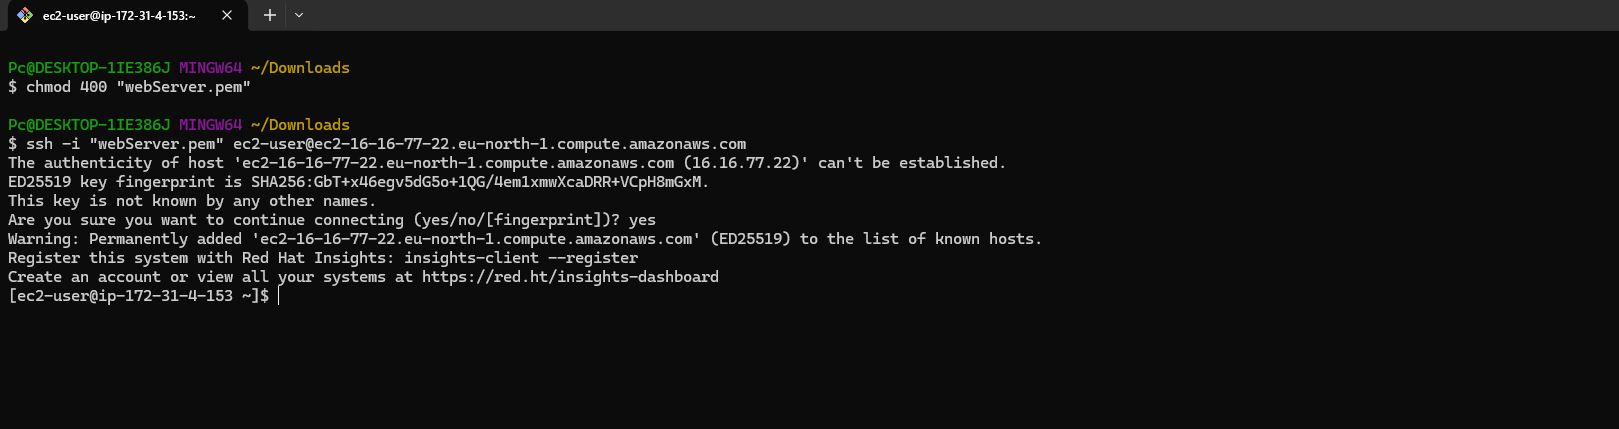 ec2-user@ip-172-31-4-153:~
Pc@DESKTOP-1IE386J MINGW64 ~/Downloads
$ chmod 400 "webServer.pem"
Pc@DESKTOP-1IE386J MINGW64 ~/Downloads
$ ssh -i "webServer.pem" ec2-user@ec2-16-16-77-22.eu-north-1.compute.amazonaws.com
The authenticity of host 'ec2-16-16-77-22.eu-north-1.compute.amazonaws.com (16.16.77.22)' can't be established.
ED25519 key fingerprint is SHA256:GbT+x46egv5dG5o+1QG/4em1xmwXcaDRR+VCpH8mGxM.
This key is not known by any other names.
Are you sure you want to continue connecting (yes/no/[fingerprint])? yes
Warning: Permanently added 'ec2-16-16-77-22.eu-north-1.compute.amazonaws.com' (ED25519) to the list of known hosts.
Register this system with Red Hat Insights: insights-client --register
Create an account or view all your systems at https://red.ht/insights-dashboard
[ec2-user@ip-172-31-4-153 ~]$